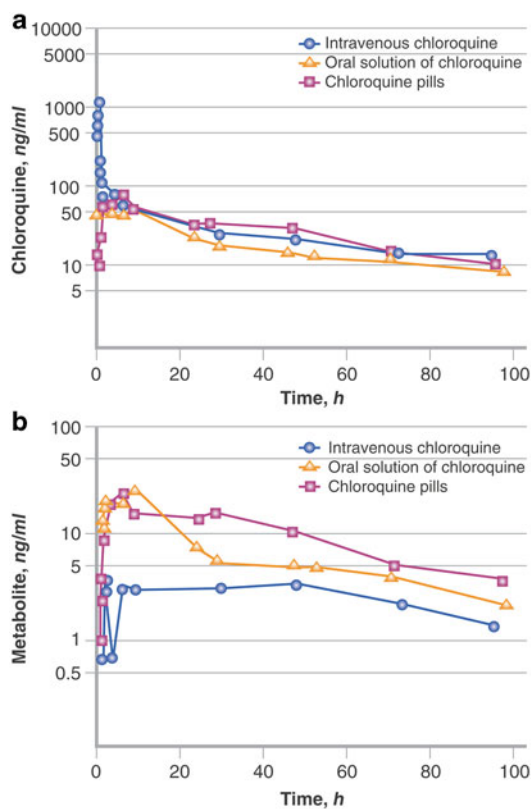 a
10000
5000
1000
500
100
50
10
5
Chloroquine, ng/ml
Intravenous chloroquine
Oral solution of chloroquine
Chloroquine pills
0 20 40 60 80 100
Time, h
b
100
50
10
5
1
0.5
Metabolite, ng/ml
Intravenous chloroquine
Oral solution of chloroquine
Chloroquine pills
0 20 40 60 80 100
Time, h